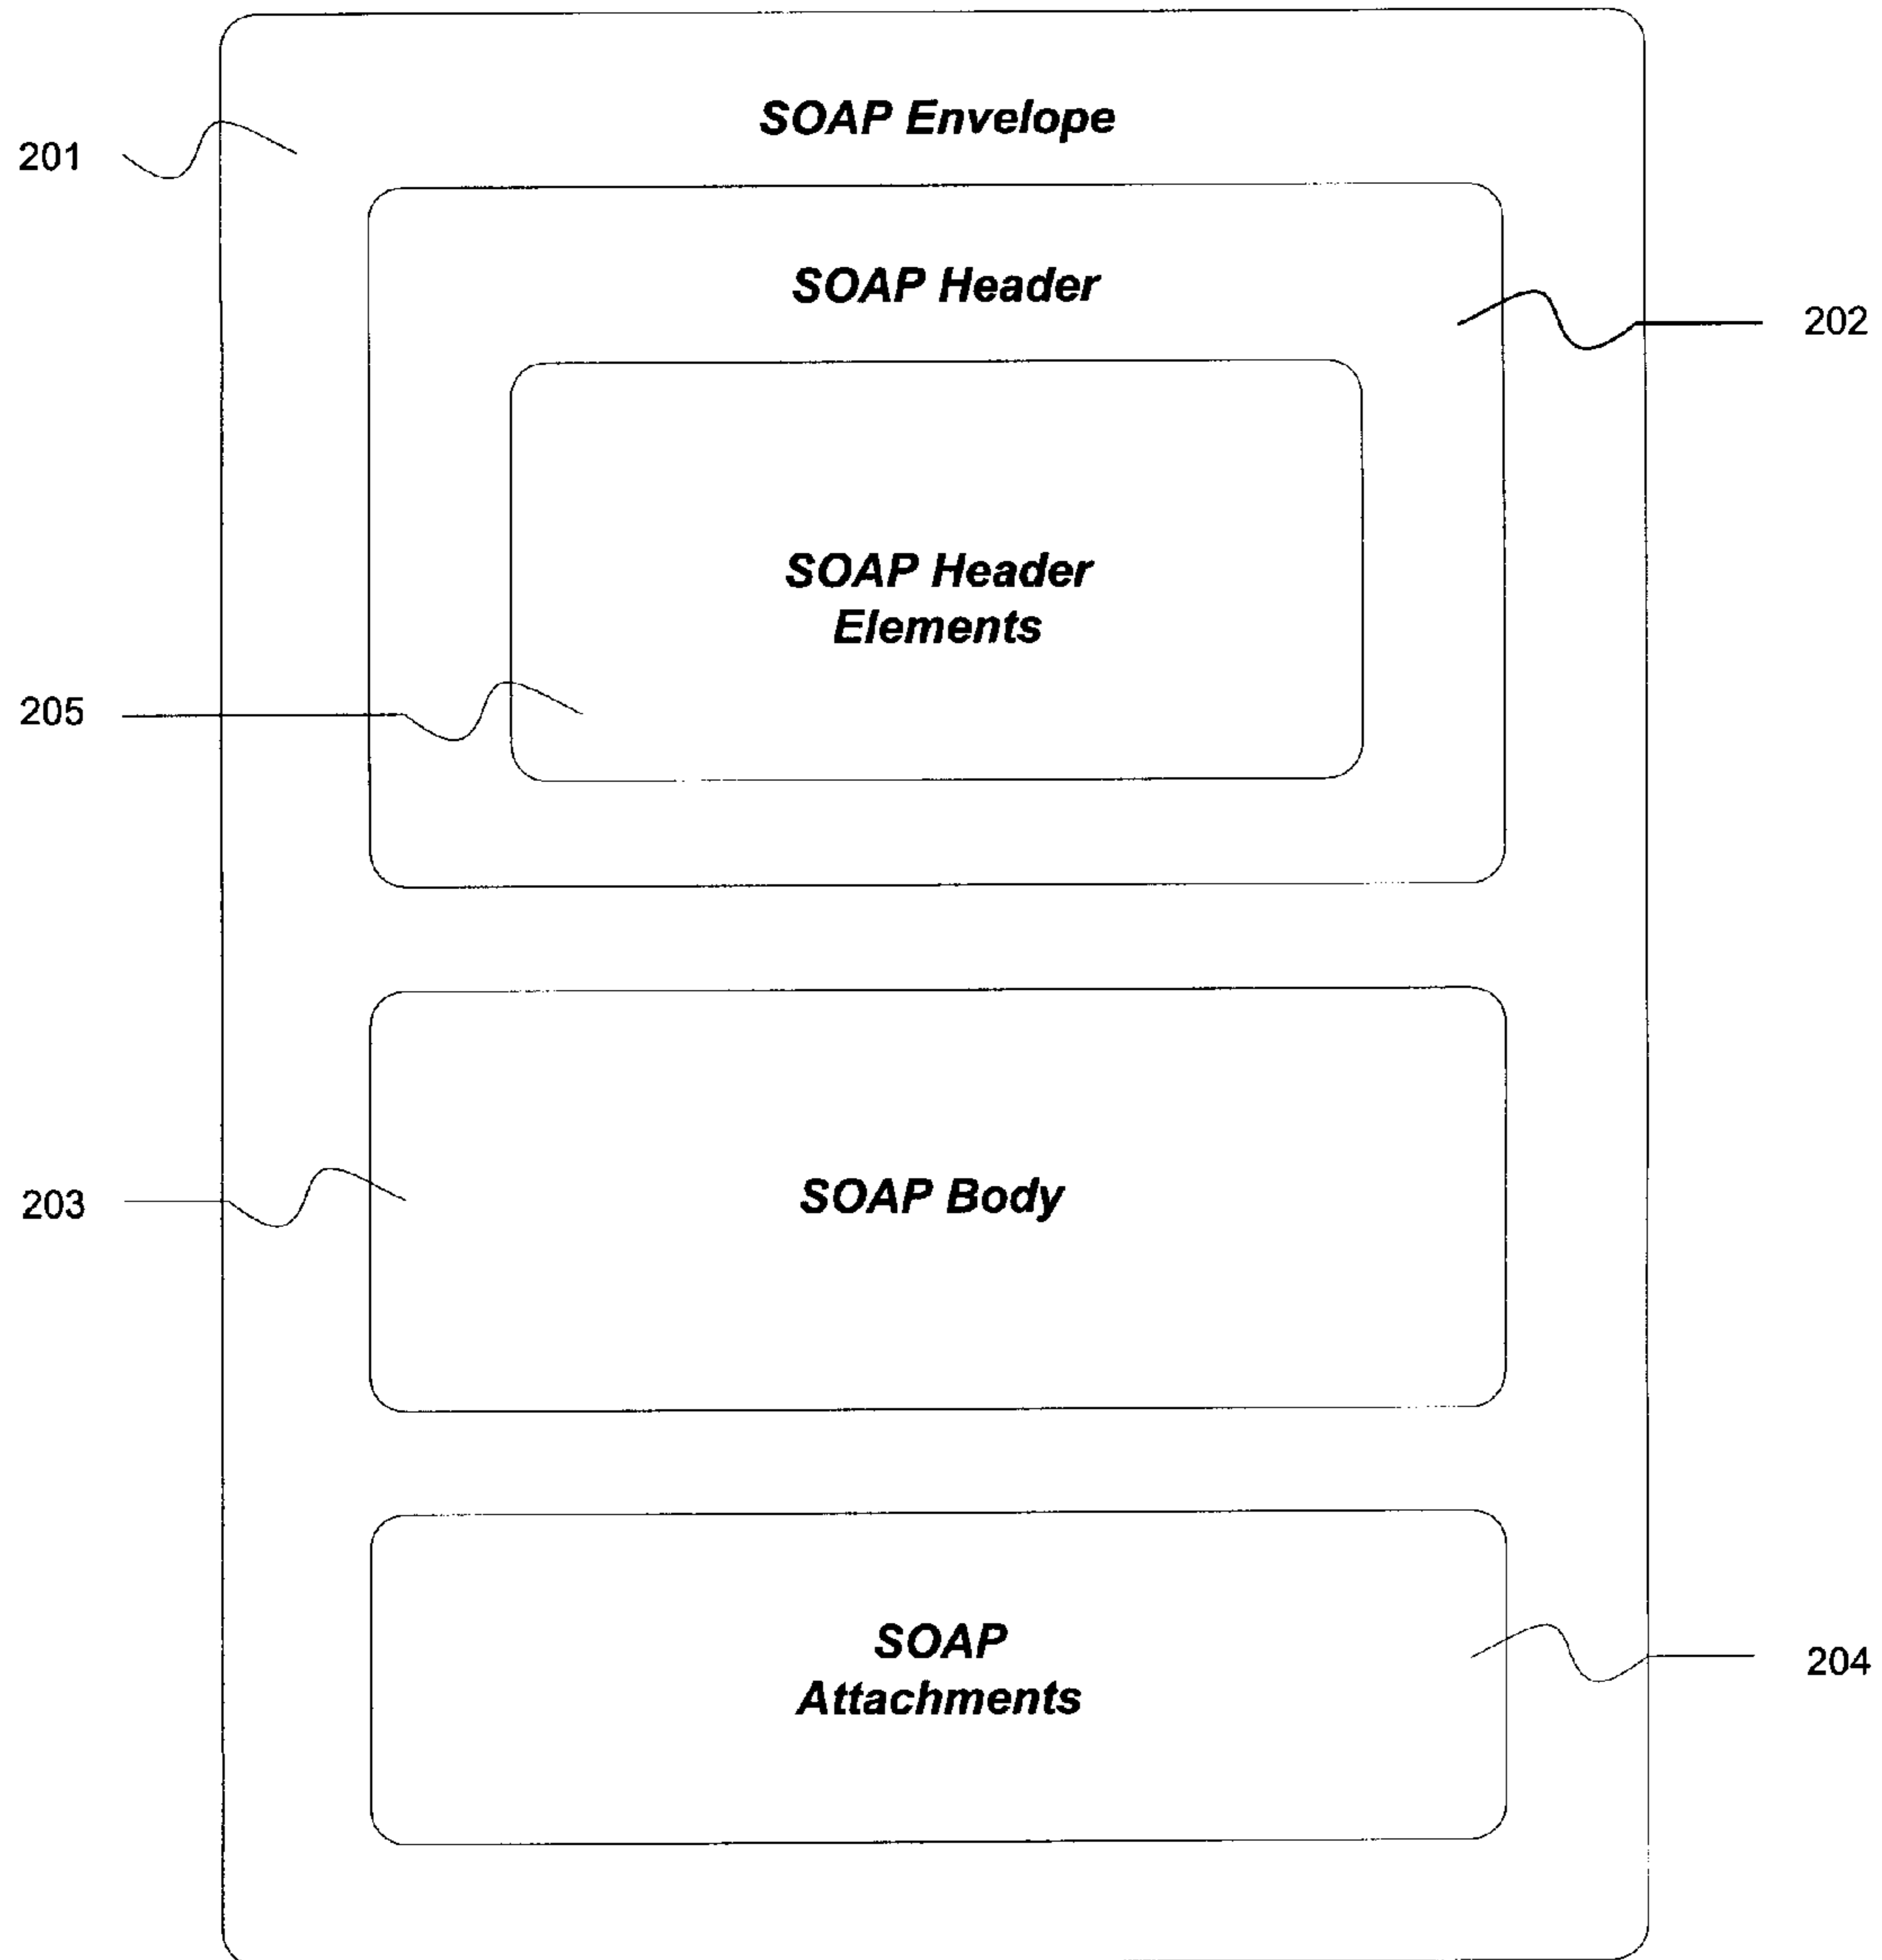 SOAP Envelope
201
SOAP Header
202
SOAP Header
Elements
205
SOAP Body
203
SOAP
Attachments
204